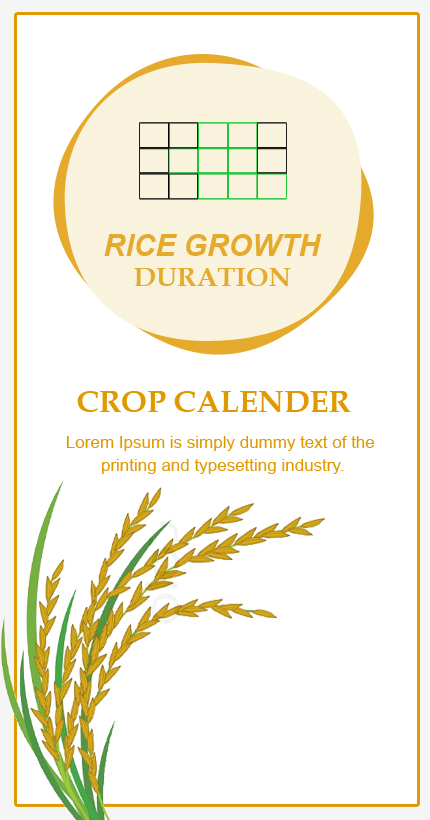 RICE GROWTH
DURATION
CROP CALENDER
Lorem Ipsum is simply dummy text of the
printing and typesetting industry.